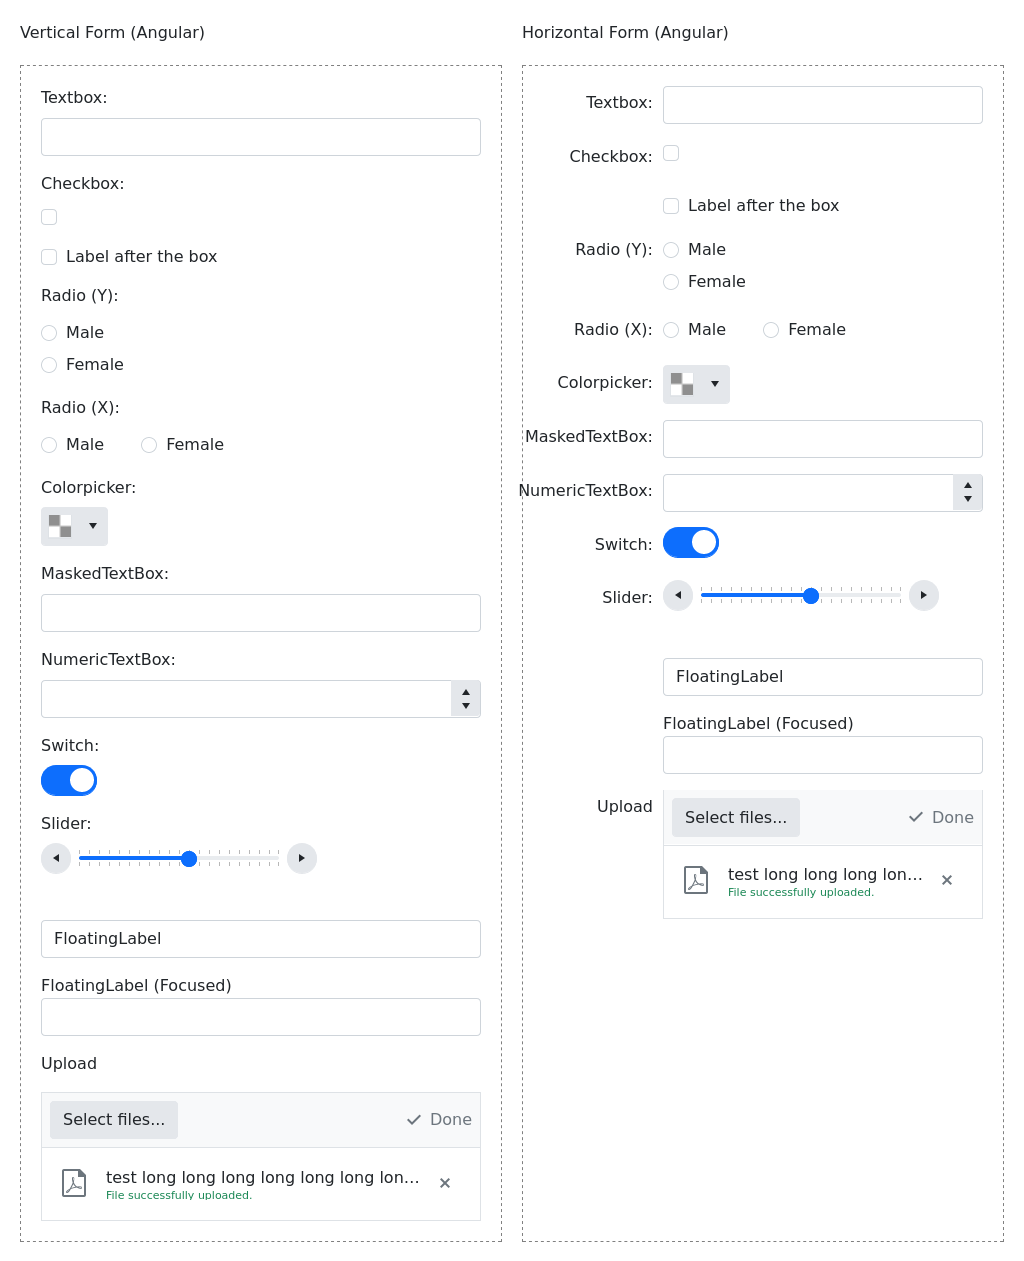 Vertical Form (Angular)
Textbox:
Checkbox:
Label after the box
Radio (Y):
Male
Female
Radio (X):
Male Female
Colorpicker:
MaskedTextBox:
NumericTextBox:
Switch:
Slider:
FloatingLabel
FloatingLabel (Focused)
Upload
Select files... Done
test long long long long long long lon...
File successfully uploaded.
Horizontal Form (Angular)
Textbox:
Checkbox:
Label after the box
Radio (Y): Male
Female
Radio (X): Male Female
Colorpicker:
MaskedTextBox:
NumericTextBox:
Switch:
Slider:
FloatingLabel
FloatingLabel (Focused)
Upload Select files... Done
test long long long lon...
File successfully uploaded.